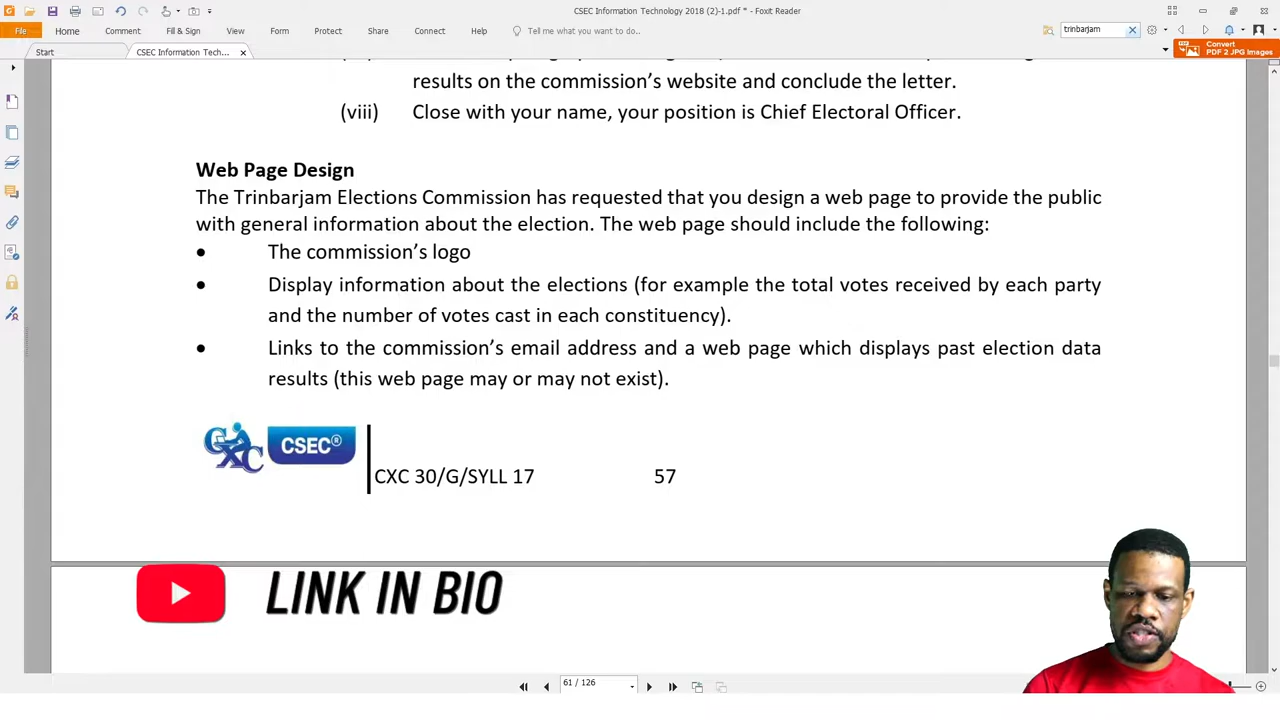 CSEC Information Technology 2018 (2)-1.pdf * - Foxit Reader
File Home Comment Fill & Sign View Form Protect Share Connect Help Tell me what you want to do.. trinbarjam
Start CSEC Information Tech...
Convert
PDF 2 JPG Images
results on the commission's website and conclude the letter.
(viii) Close with your name, your position is Chief Electoral Officer.
Web Page Design
The Trinbarjam Elections Commission has requested that you design a web page to provide the public
with general information about the election. The web page should include the following:
• The commission's logo
• Display information about the elections (for example the total votes received by each party
and the number of votes cast in each constituency).
• Links to the commission's email address and a web page which displays past election data
results (this web page may or may not exist).
CXC CSEC®
CXC 30/G/SYLL 17 57
LINK IN BIO
61 / 126